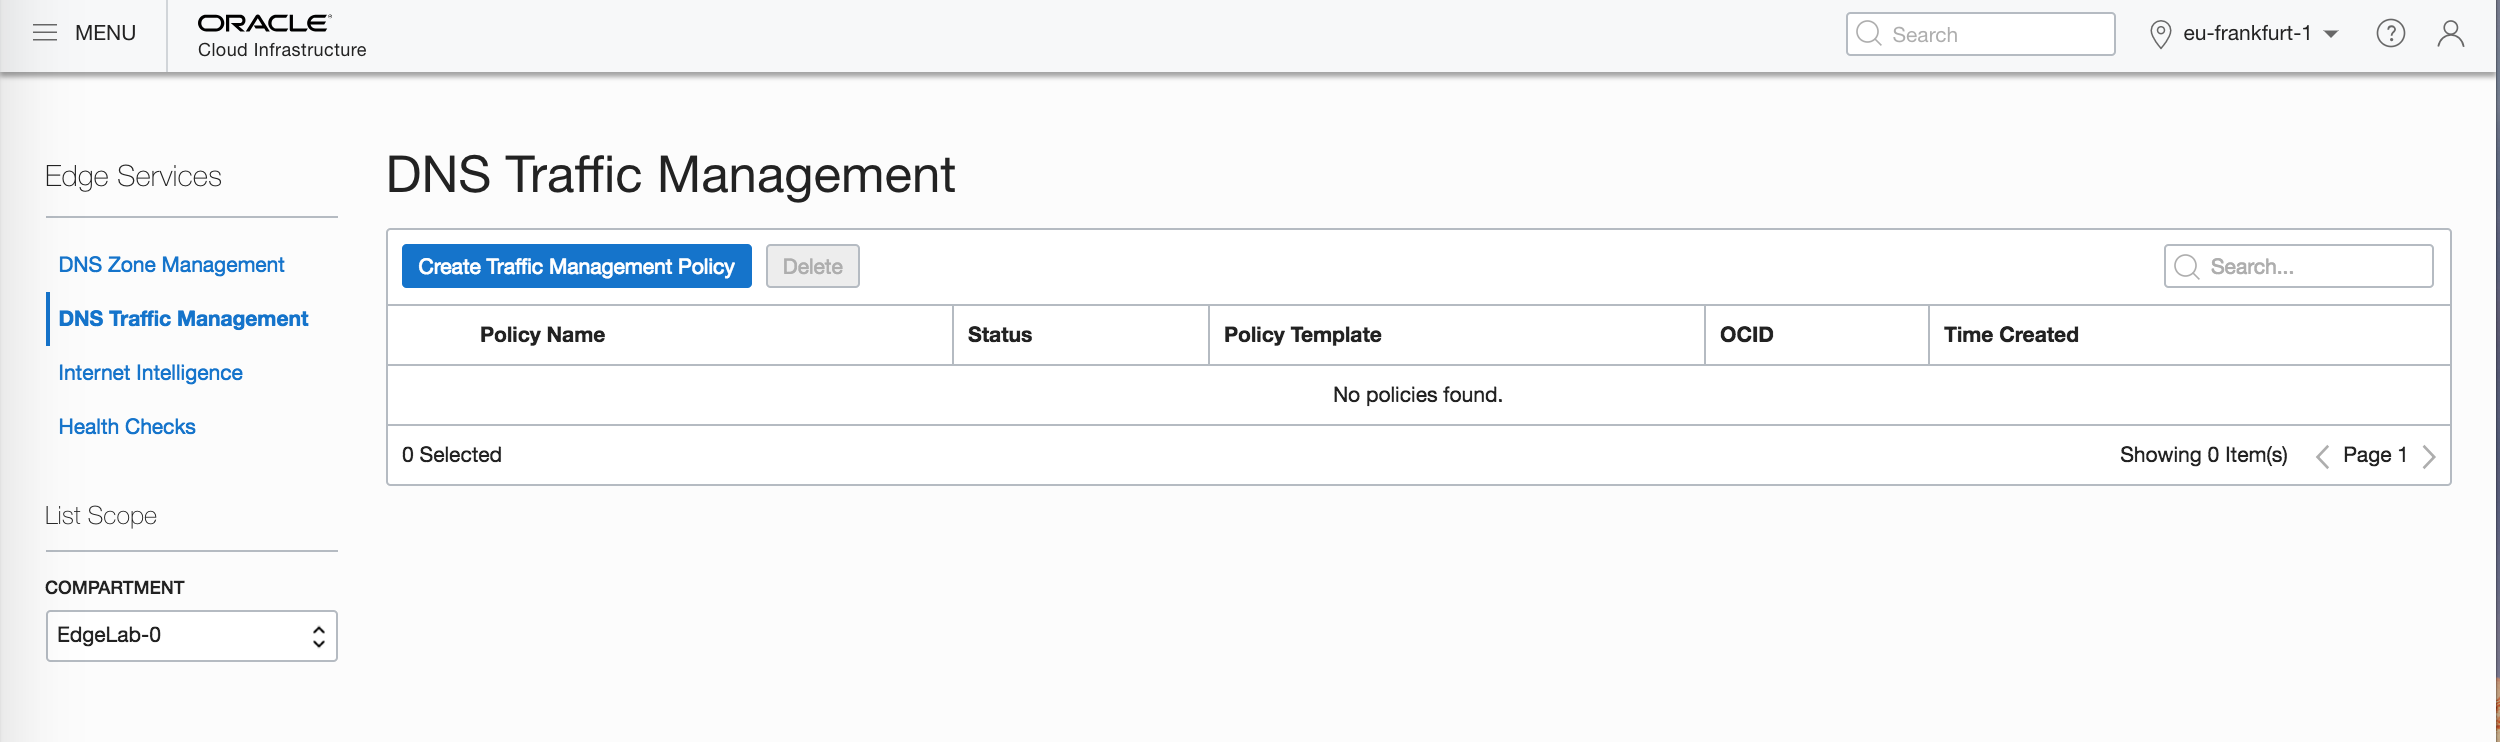 MENU
ORACLE
Cloud Infrastructure
Search
eu-frankfurt-1
?
Edge Services
DNS Zone Management
DNS Traffic Management
Internet Intelligence
Health Checks
List Scope
COMPARTMENT
EdgeLab-0
DNS Traffic Management
Create Traffic Management Policy
Delete
Search...
Policy Name Status Policy Template OCID Time Created
No policies found.
0 Selected
Showing 0 Item(s) Page 1